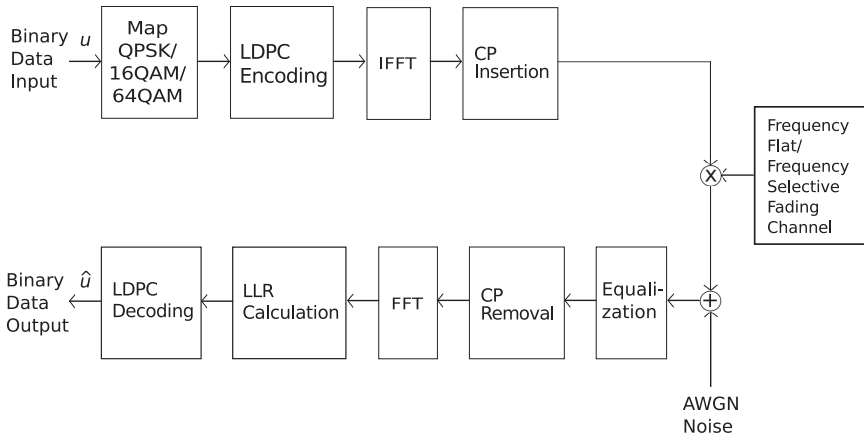 Binary
Data
Input
u
Map
QPSK/
16QAM/
64QAM
LDPC
Encoding
IFFT
CP
Insertion
Frequency
Flat/
Frequency
Selective
Fading
Channel
X
Binary
Data
Output
û
LDPC
Decoding
LLR
Calculation
FFT
CP
Removal
Equali-
zation
+
AWGN
Noise